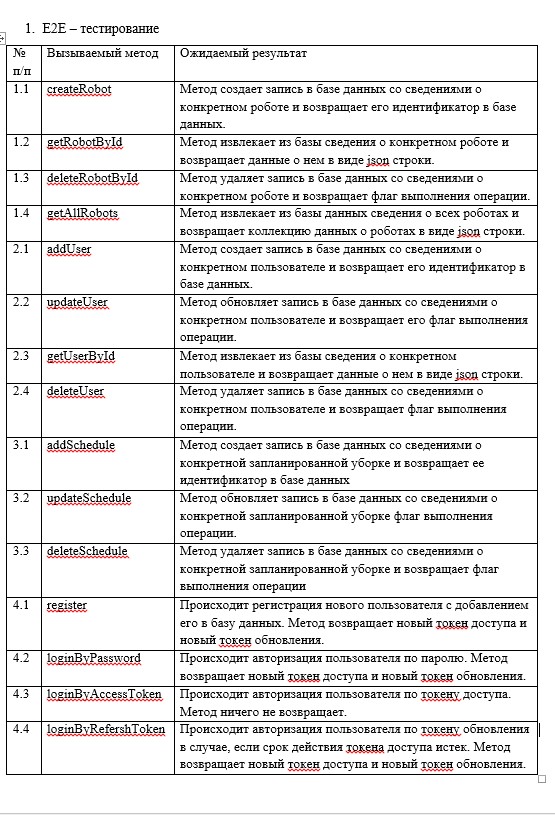 1. E2E – тестирование
№ Вызываемый метод Ожидаемый результат
п/п
1.1 createRobot Метод создает запись в базе данных со сведениями о
конкретном роботе и возвращает его идентификатор в базе
данных.
1.2 getRobotById Метод извлекает из базы сведения о конкретном роботе и
возвращает данные о нем в виде json строки.
1.3 deleteRobotById Метод удаляет запись в базе данных со сведениями о
конкретном роботе и возвращает флаг выполнения операции.
1.4 getAllRobots Метод извлекает из базы данных сведения о всех роботах и
возвращает коллекцию данных о роботах в виде json строки.
2.1 addUser Метод создает запись в базе данных со сведениями о
конкретном пользователе и возвращает его идентификатор в
базе данных.
2.2 updateUser Метод обновляет запись в базе данных со сведениями о
конкретном пользователе и возвращает его флаг выполнения
операции.
2.3 getUserById Метод извлекает из базы сведения о конкретном
пользователе и возвращает данные о нем в виде json строки.
2.4 deleteUser Метод удаляет запись в базе данных со сведениями о
конкретном пользователе и возвращает флаг выполнения
операции.
3.1 addSchedule Метод создает запись в базе данных со сведениями о
конкретной запланированной уборке и возвращает ее
идентификатор в базе данных
3.2 updateSchedule Метод обновляет запись в базе данных со сведениями о
конкретной запланированной уборке флаг выполнения
операции.
3.3 deleteSchedule Метод удаляет запись в базе данных со сведениями о
конкретной запланированной уборке и возвращает флаг
выполнения операции
4.1 register Происходит регистрация нового пользователя с добавлением
его в базу данных. Метод возвращает новый токен доступа и
новый токен обновления.
4.2 loginByPassword Происходит авторизация пользователя по паролю. Метод
возвращает новый токен доступа и новый токен обновления.
4.3 loginByAccessToken Происходит авторизация пользователя по токену доступа.
Метод ничего не возвращает.
4.4 loginByRefershToken Происходит авторизация пользователя по токену обновления
в случае, если срок действия токена доступа истек. Метод
возвращает новый токен доступа и новый токен обновления.